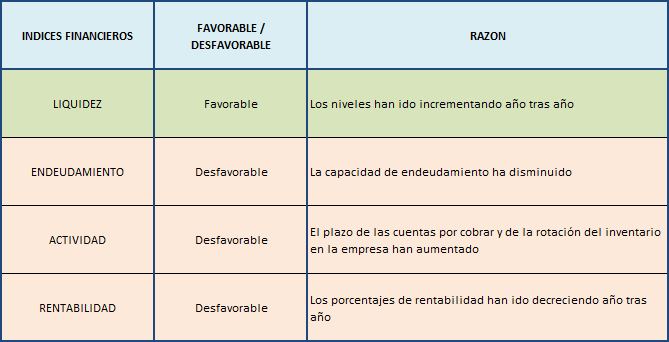 INDICES FINANCIEROS
FAVORABLE /
DESFAVORABLE
RAZON
LIQUIDEZ
Favorable
Los niveles han ido incrementando año tras año
ENDEUDAMIENTO
Desfavorable
La capacidad de endeudamiento ha disminuido
ACTIVIDAD
Desfavorable
El plazo de las cuentas por cobrar y de la rotación del inventario
en la empresa han aumentado
RENTABILIDAD
Desfavorable
Los porcentajes de rentabilidad han ido decreciendo año tras
año